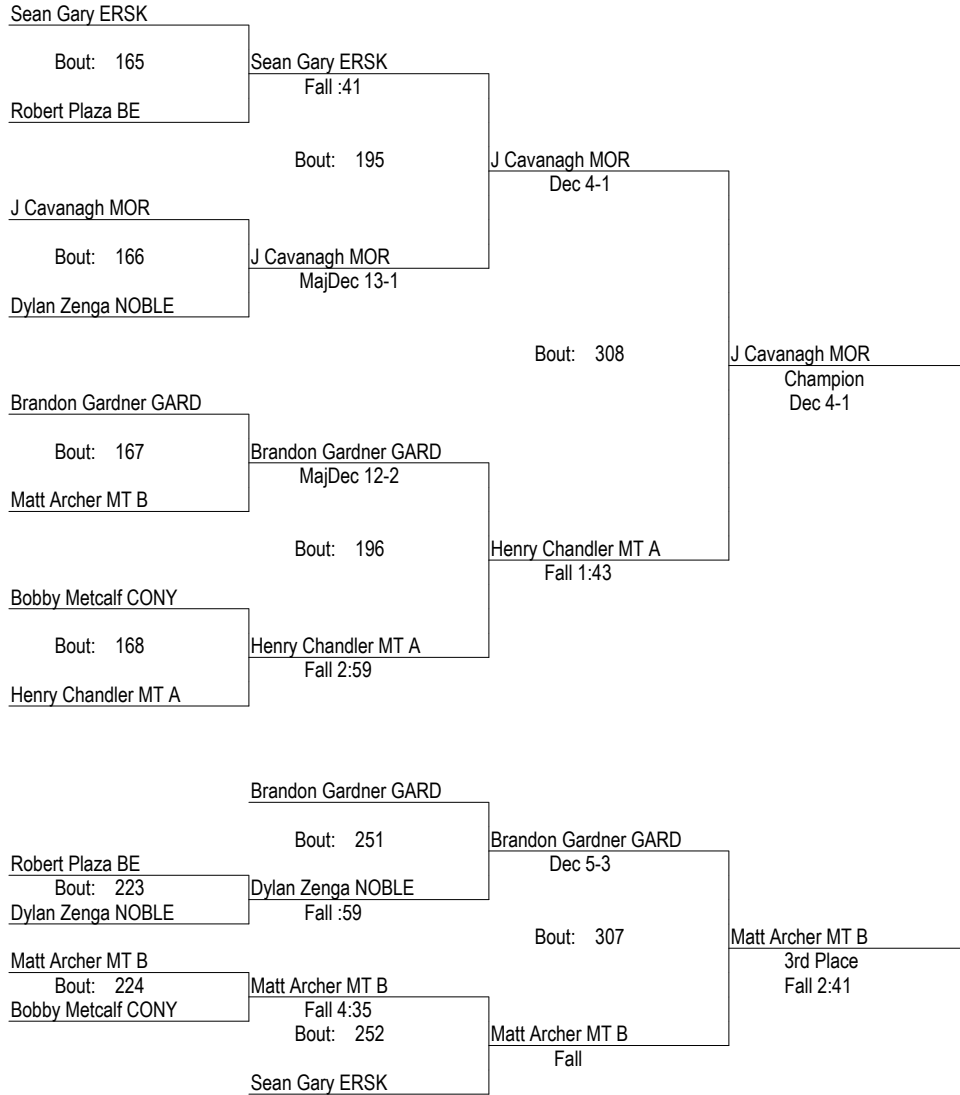 Sean Gary ERSK
Bout: 165
Sean Gary ERSK
Fall :41
Robert Plaza BE
Bout: 195
J Cavanagh MOR
Dec 4-1
J Cavanagh MOR
Bout: 166
J Cavanagh MOR
MajDec 13-1
Dylan Zenga NOBLE
Bout: 308
J Cavanagh MOR
Champion
Dec 4-1
Brandon Gardner GARD
Bout: 167
Brandon Gardner GARD
MajDec 12-2
Matt Archer MT B
Bout: 196
Henry Chandler MT A
Fall 1:43
Bobby Metcalf CONY
Bout: 168
Henry Chandler MT A
Fall 2:59
Henry Chandler MT A
Brandon Gardner GARD
Bout: 251
Brandon Gardner GARD
Dec 5-3
Robert Plaza BE
Bout: 223
Dylan Zenga NOBLE
Fall :59
Dylan Zenga NOBLE
Bout: 307
Matt Archer MT B
3rd Place
Fall 2:41
Matt Archer MT B
Bout: 224
Matt Archer MT B
Fall 4:35
Bobby Metcalf CONY
Bout: 252
Matt Archer MT B
Fall
Sean Gary ERSK